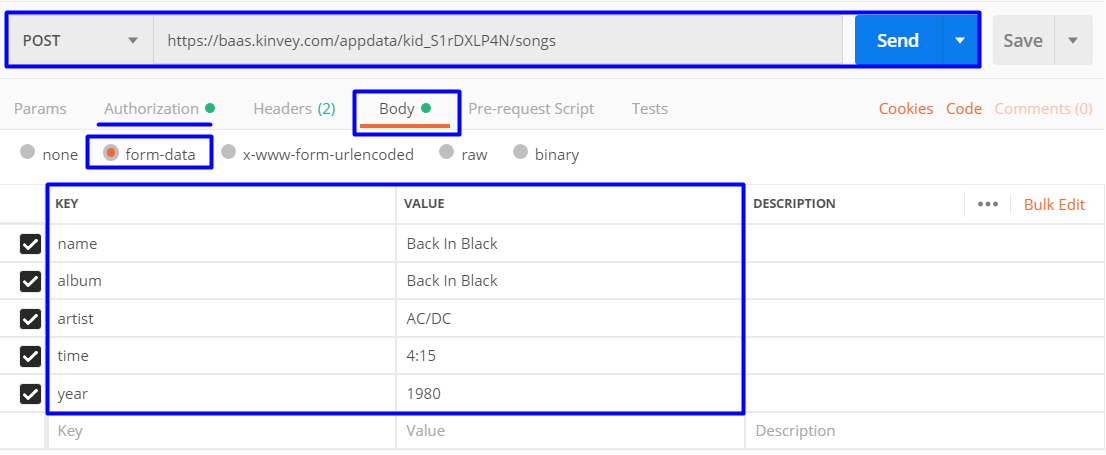 POST https://baas.kinvey.com/appdata/kid_S1rDXLP4N/songs Send Save
Params Authorization Headers (2) Body Pre-request Script Tests Cookies Code Comments (0)
none form-data x-www-form-urlencoded raw binary
KEY VALUE DESCRIPTION ••• Bulk Edit
name Back In Black
album Back In Black
artist AC/DC
time 4:15
year 1980
Key Value Description